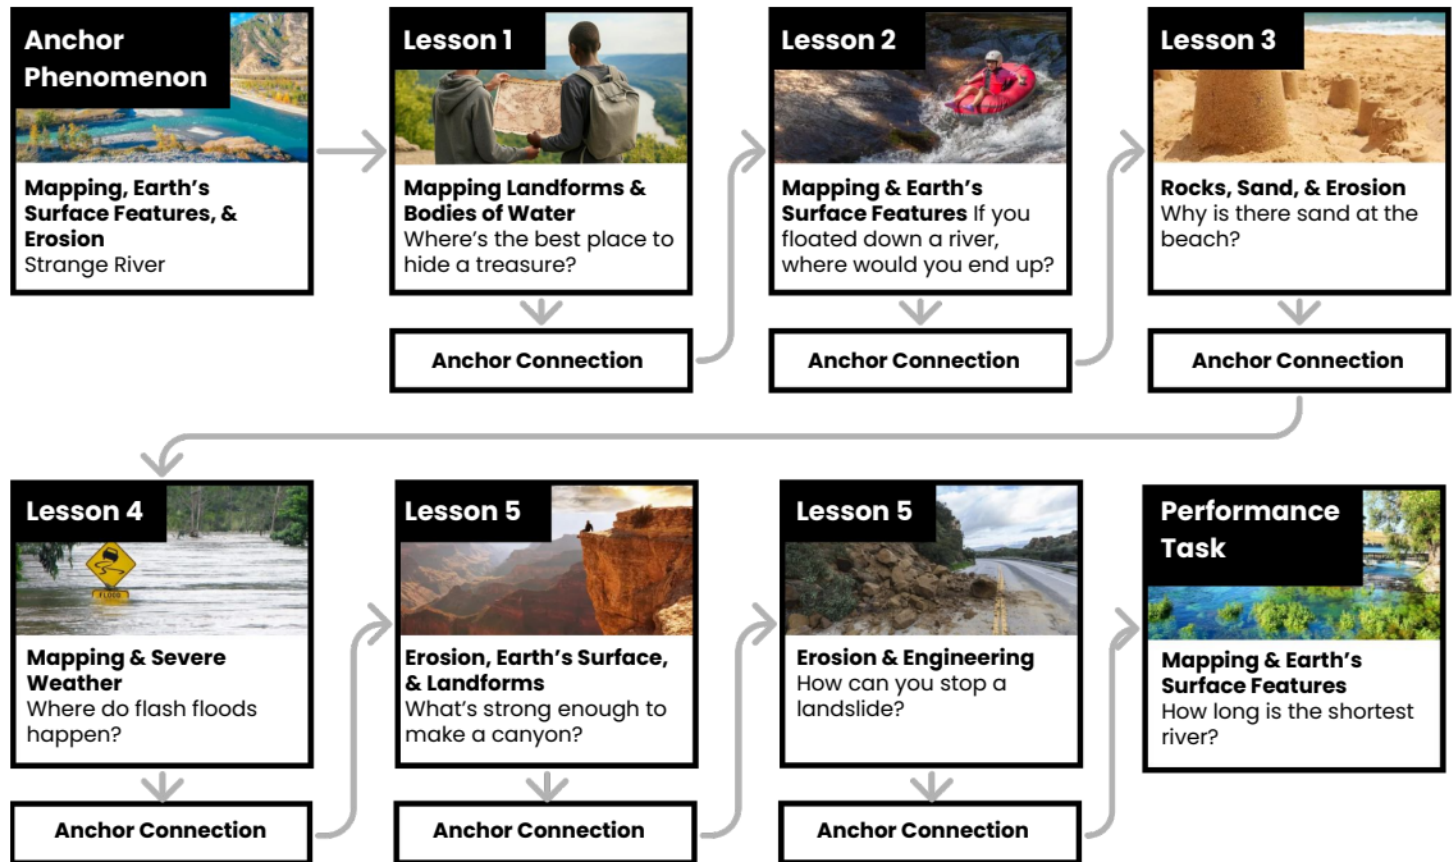 Anchor
Phenomenon
Mapping, Earth's
Surface Features, &
Erosion
Strange River
Lesson 1
Mapping Landforms &
Bodies of Water
Where's the best place to
hide a treasure?
Anchor Connection
Lesson 2
Mapping & Earth's
Surface Features If you
floated down a river,
where would you end up?
Anchor Connection
Lesson 3
Rocks, Sand, & Erosion
Why is there sand at the
beach?
Anchor Connection
Lesson 4
FLOOD
Mapping & Severe
Weather
Where do flash floods
happen?
Anchor Connection
Lesson 5
Erosion, Earth's Surface,
& Landforms
What's strong enough to
make a canyon?
Anchor Connection
Lesson 5
Erosion & Engineering
How can you stop a
landslide?
Anchor Connection
Performance
Task
Mapping & Earth's
Surface Features
How long is the shortest
river?